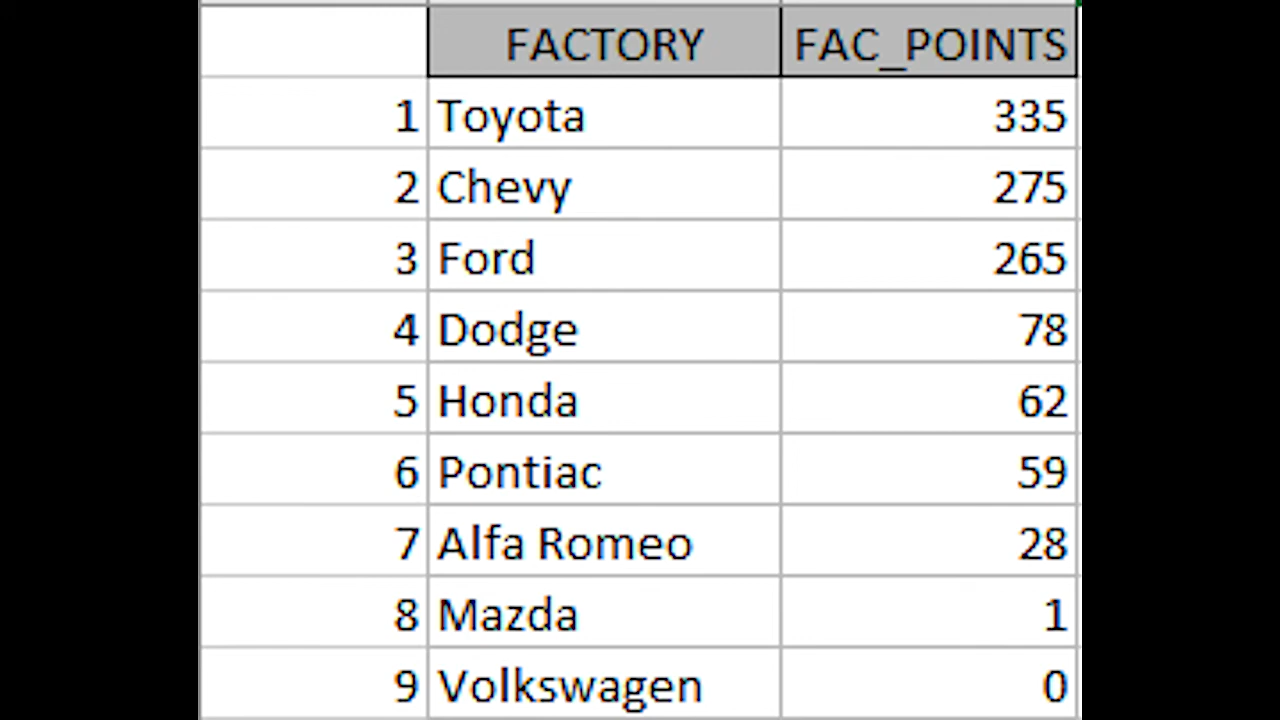 FACTORY FAC_POINTS
1 Toyota 335
2 Chevy 275
3 Ford 265
4 Dodge 78
5 Honda 62
6 Pontiac 59
7 Alfa Romeo 28
8 Mazda 1
9 Volkswagen 0